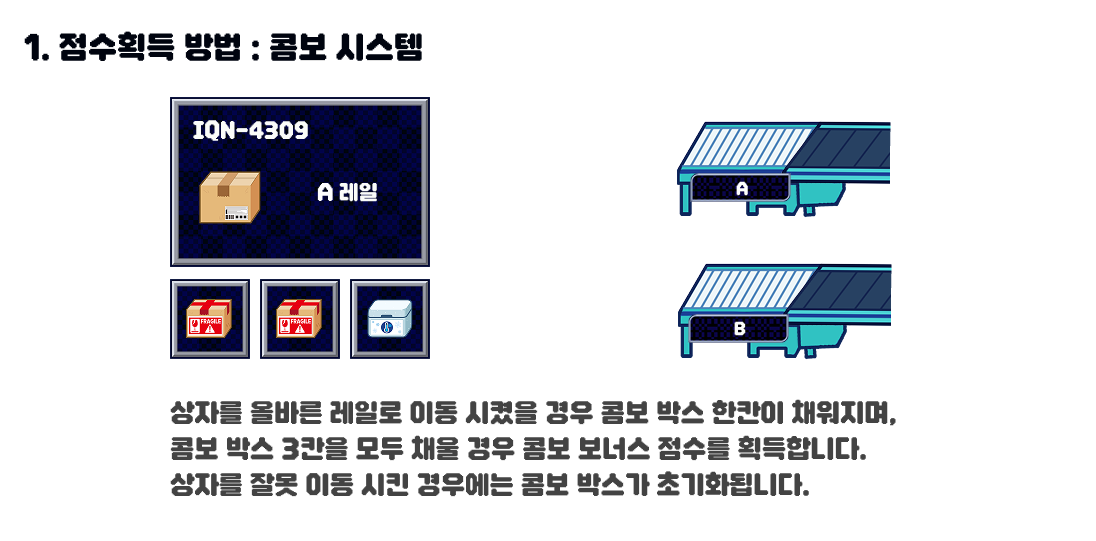 1. 점수획득 방법 : 콤보 시스템
IQN-4309
A 레일
A
B
FRAGILE
FRAGILE
상자를 올바른 레일로 이동 시켰을 경우 콤보 박스 한칸이 채워지며,
콤보 박스 3칸을 모두 채울 경우 콤보 보너스 점수를 획득합니다.
상자를 잘못 이동 시킨 경우에는 콤보 박스가 초기화됩니다.